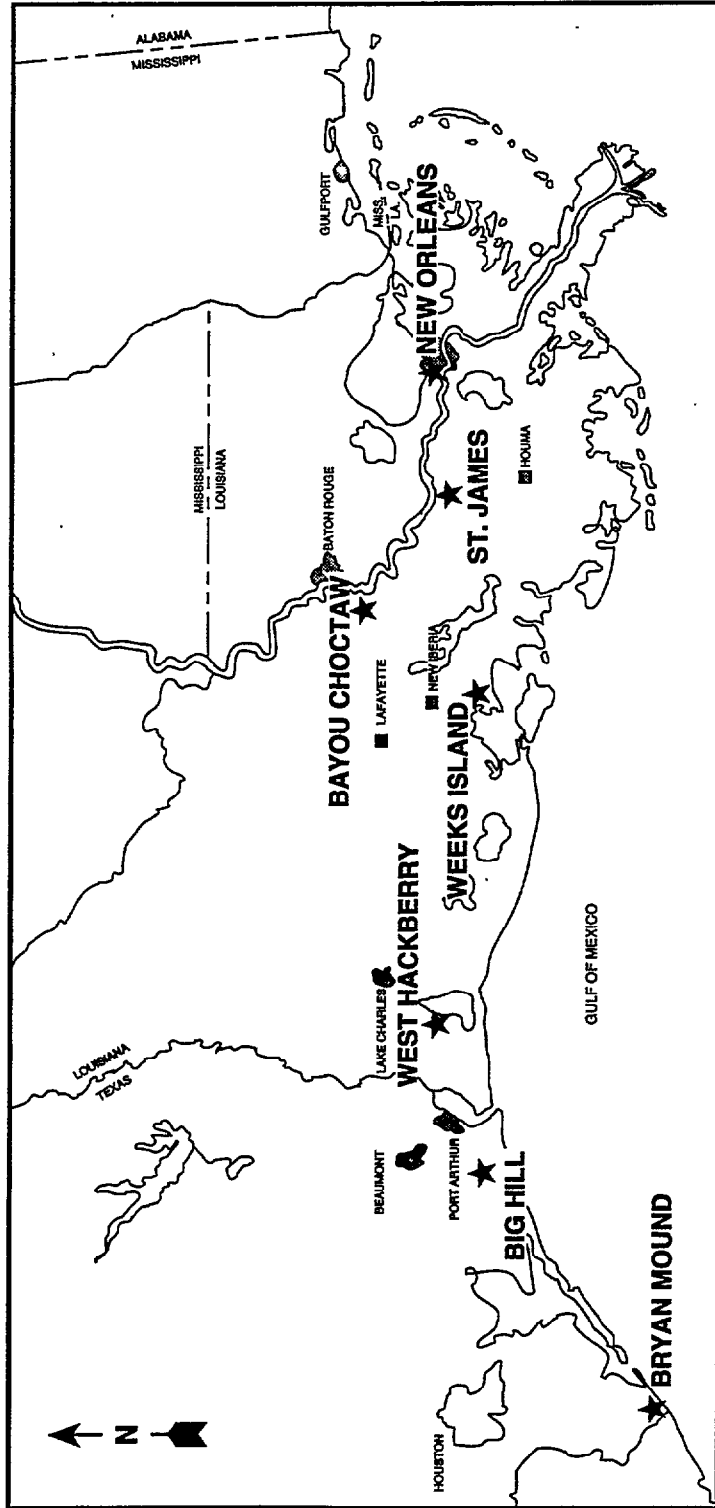 ALABAMA
MISSISSIPPI
GULFPORT
MISS.
LA.
NEW ORLEANS
MISSISSIPPI
LOUISIANA
BATON ROUGE
BAYOU CHOCTAW
ST. JAMES
HOUMA
LAFAYETTE
NEW IBERIA
WEEKS ISLAND
LAKE CHARLES
WEST HACKBERRY
LOUISIANA
TEXAS
BEAUMONT
PORT ARTHUR
BIG HILL
GULF OF MEXICO
HOUSTON
BRYAN MOUND
N